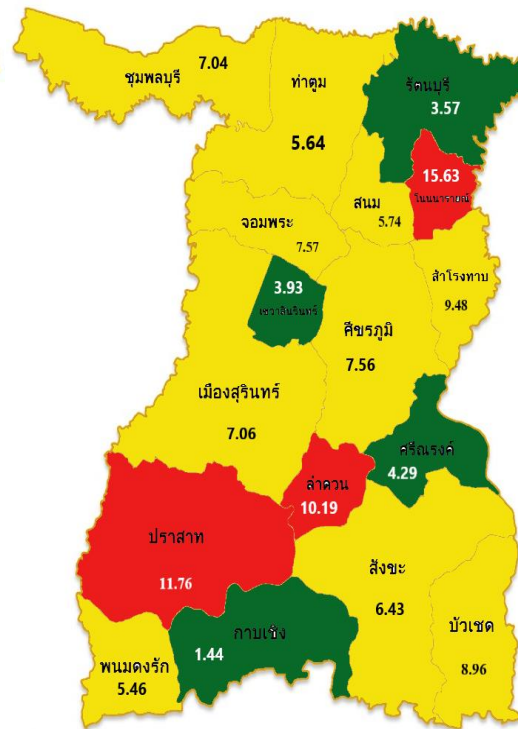 ชุมพลบุรี
7.04
ท่าตูม
5.64
รัตนบุรี
3.57
15.63
โนนนารายณ์
สนม
5.74
จอมพระ
7.57
สำโรงทาบ
9.48
3.93
เขวาสินรินทร์
ศีขรภูมิ
7.56
เมืองสุรินทร์
7.06
ศรีณรงค์
4.29
ลำดวน
10.19
ปราสาท
11.76
สังขะ
6.43
บัวเชด
8.96
กาบเชิง
1.44
พนมดงรัก
5.46